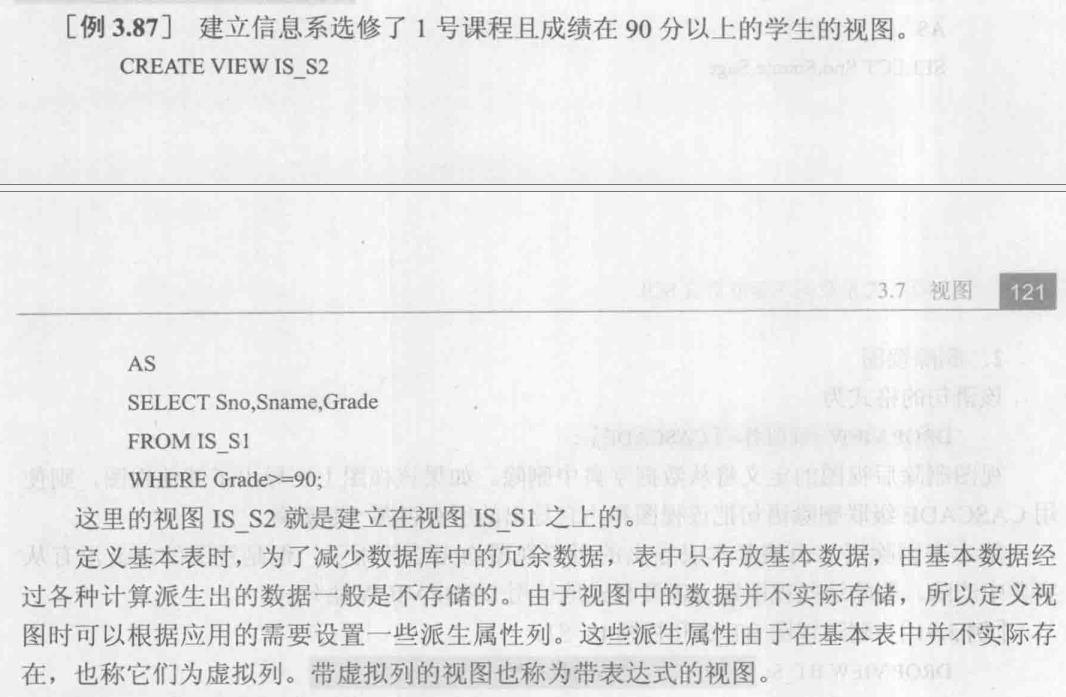 ［例 3.87］ 建立信息系选修了 1 号课程且成绩在 90 分以上的学生的视图。
CREATE VIEW IS_S2
3.7 视图 121
AS
SELECT Sno,Sname,Grade
FROM IS_S1
WHERE Grade>=90;
这里的视图 IS_S2 就是建立在视图 IS_S1 之上的。
定义基本表时，为了减少数据库中的冗余数据，表中只存放基本数据，由基本数据经
过各种计算派生出的数据一般是不存储的。由于视图中的数据并不实际存储，所以定义视
图时可以根据应用的需要设置一些派生属性列。这些派生属性由于在基本表中并不实际存
在，也称它们为虚拟列。带虚拟列的视图也称为带表达式的视图。